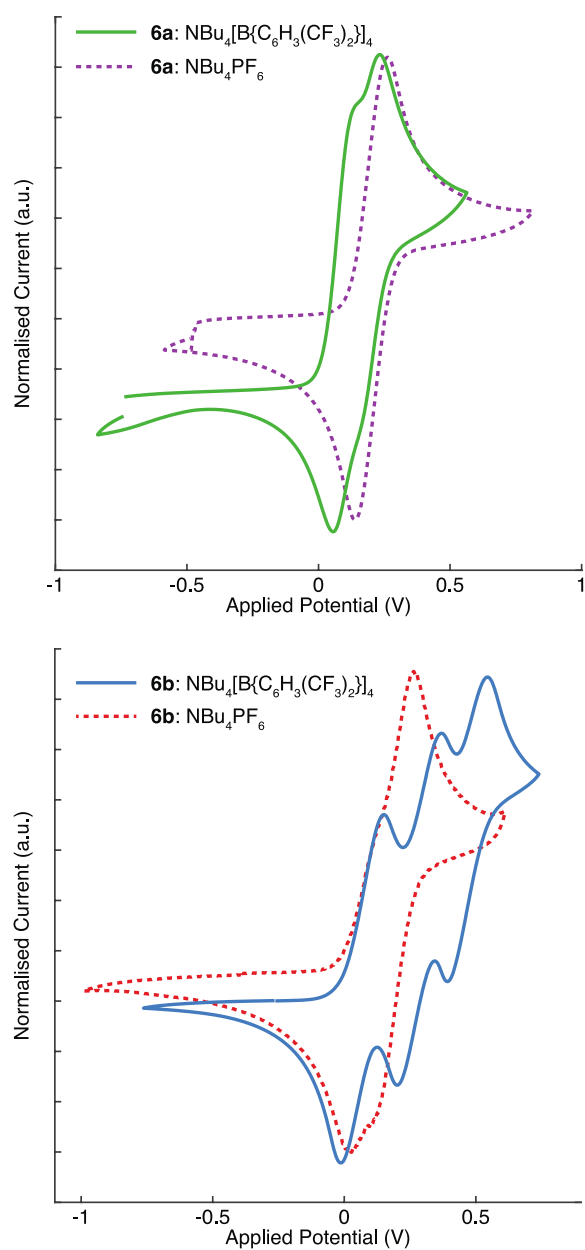 6a: NBu₄[B{C₆H₃(CF₃)₂}]₄
6a: NBu₄PF₆
Normalised Current (a.u.)
-1 -0.5 0 0.5 1
Applied Potential (V)
6b: NBu₄[B{C₆H₃(CF₃)₂}]₄
6b: NBu₄PF₆
Normalised Current (a.u.)
-1 -0.5 0 0.5
Applied Potential (V)